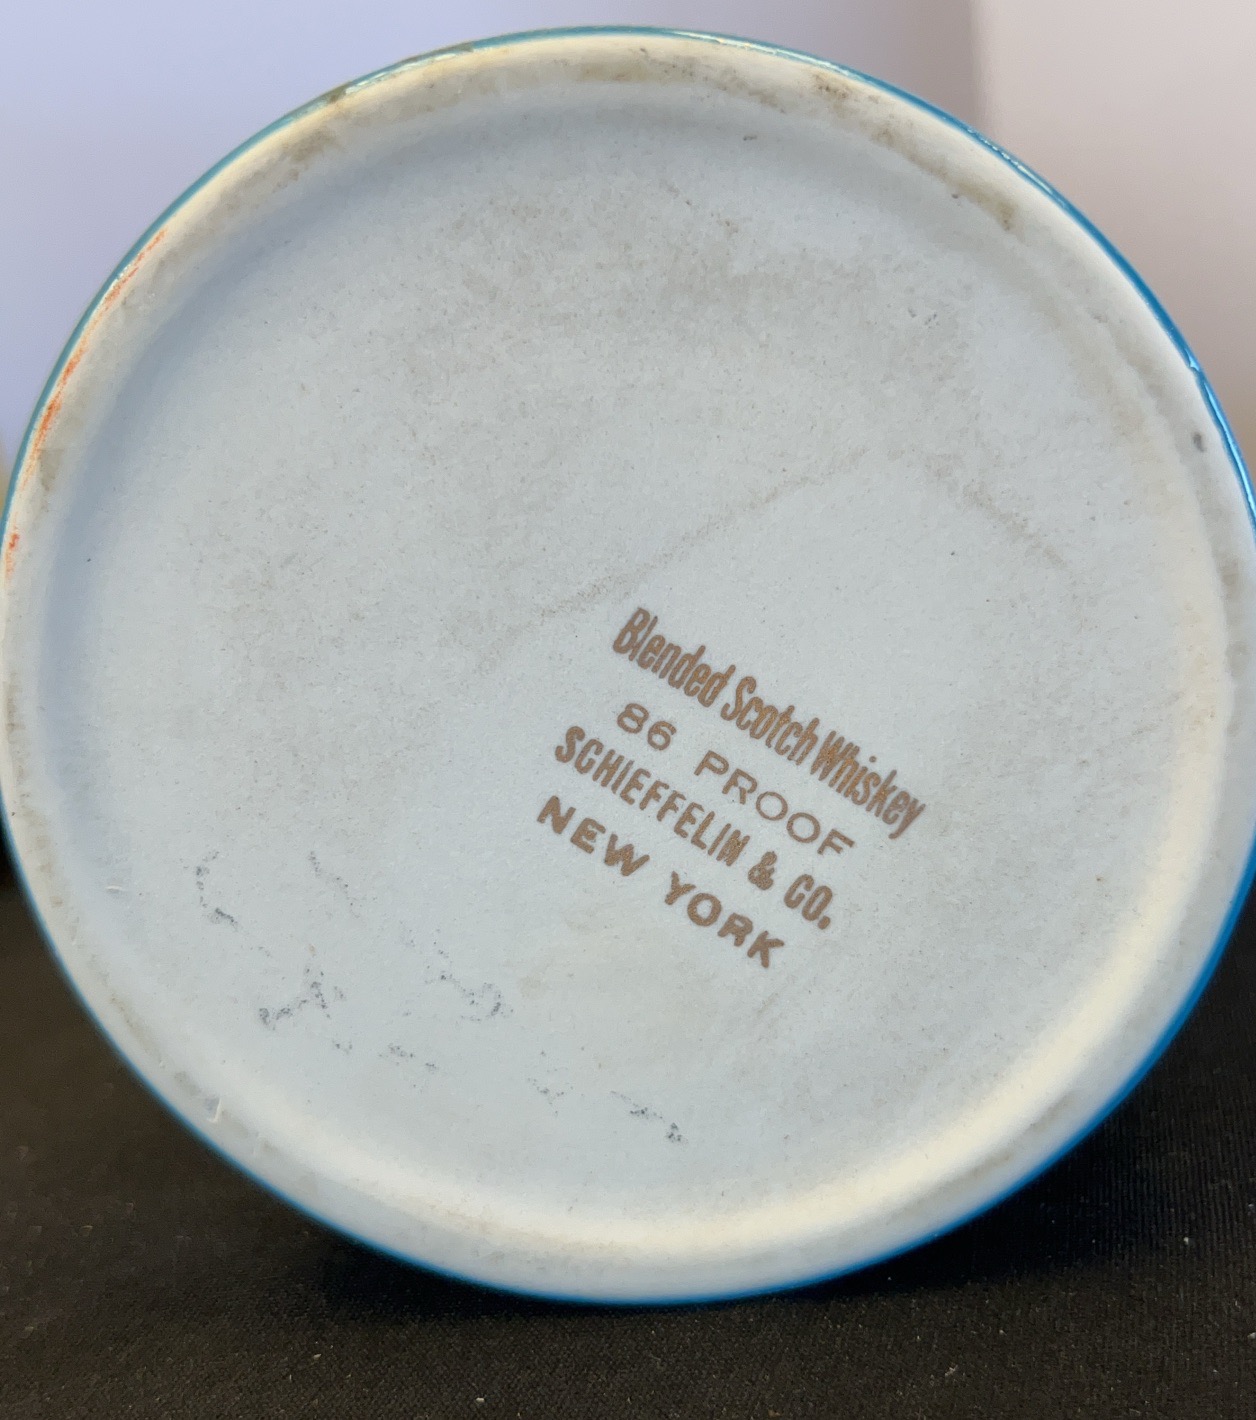 Blended Scotch Whiskey
86 PROOF
SCHIEFFELIN & CO.
NEW YORK